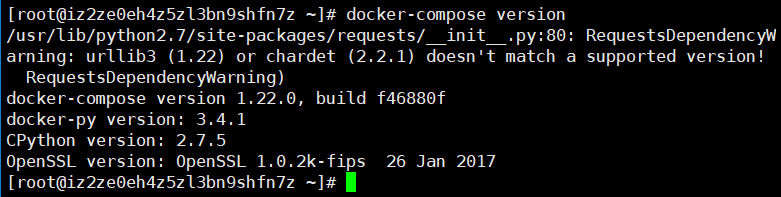 [root@iz2ze0eh4z5zl3bn9shfn7z ~]# docker-compose version
/usr/lib/python2.7/site-packages/requests/__init__.py:80: RequestsDependencyW
arning: urllib3 (1.22) or chardet (2.2.1) doesn't match a supported version!
  RequestsDependencyWarning)
docker-compose version 1.22.0, build f46880f
docker-py version: 3.4.1
CPython version: 2.7.5
OpenSSL version: OpenSSL 1.0.2k-fips  26 Jan 2017
[root@iz2ze0eh4z5zl3bn9shfn7z ~]#